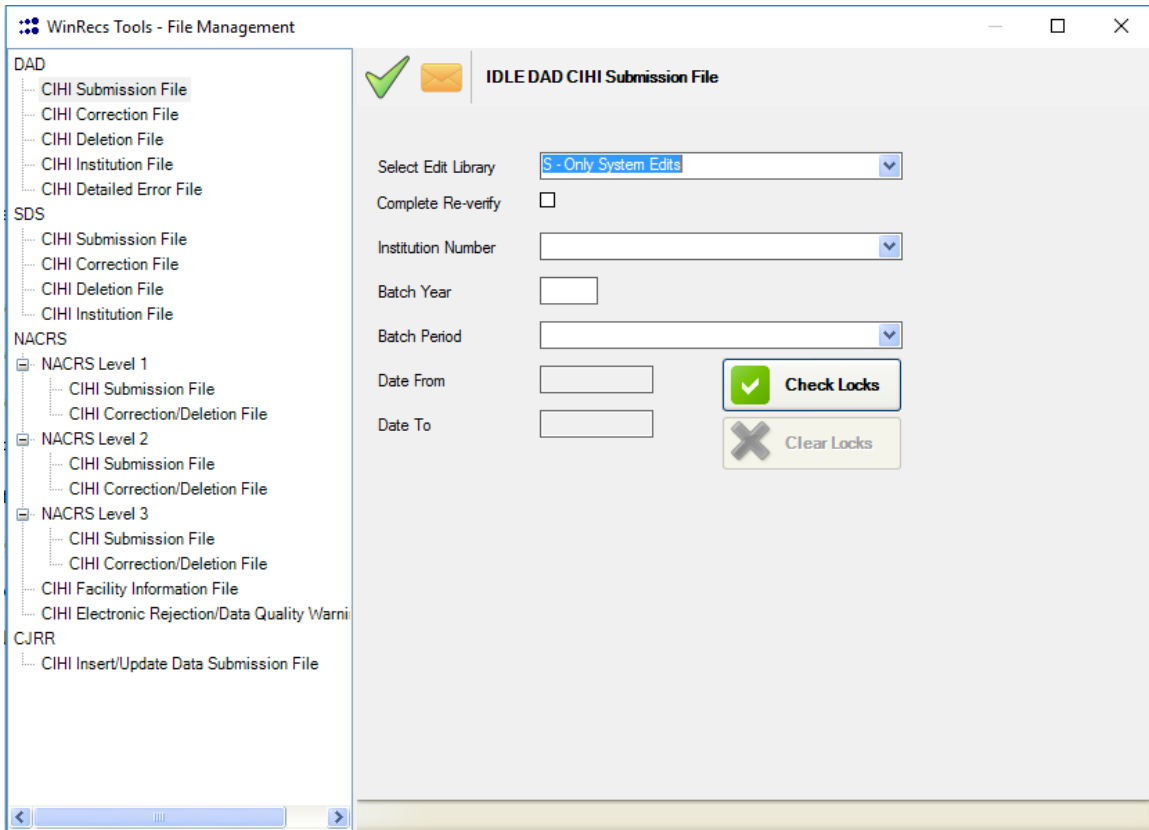 WinRecs Tools - File Management
DAD
CIHI Submission File
CIHI Correction File
CIHI Deletion File
CIHI Institution File
CIHI Detailed Error File
SDS
CIHI Submission File
CIHI Correction File
CIHI Deletion File
CIHI Institution File
NACRS
NACRS Level 1
CIHI Submission File
CIHI Correction/Deletion File
NACRS Level 2
CIHI Submission File
CIHI Correction/Deletion File
NACRS Level 3
CIHI Submission File
CIHI Correction/Deletion File
CIHI Facility Information File
CIHI Electronic Rejection/Data Quality Warni
CJRR
CIHI Insert/Update Data Submission File
IDLE DAD CIHI Submission File
Select Edit Library S - Only System Edits
Complete Re-verify
Institution Number
Batch Year
Batch Period
Date From
Check Locks
Date To
Clear Locks